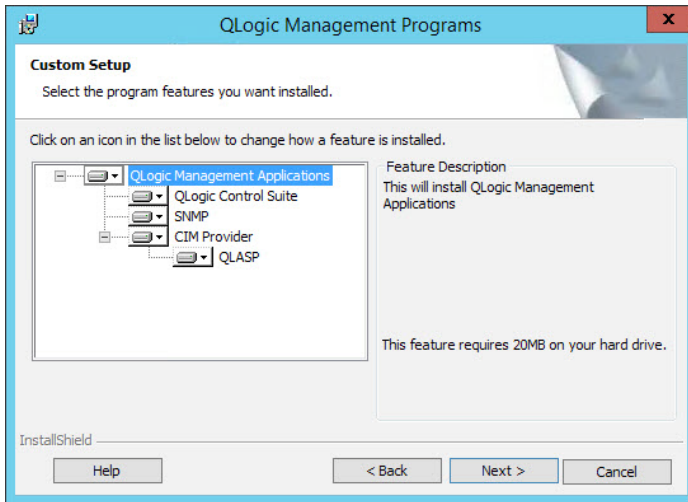 QLogic Management Programs
x
Custom Setup
Select the program features you want installed.
Click on an icon in the list below to change how a feature is installed.
QLogic Management Applications
QLogic Control Suite
SNMP
CIM Provider
QLASP
Feature Description
This will install QLogic Management
Applications
This feature requires 20MB on your hard drive.
InstallShield
Help
< Back
Next >
Cancel